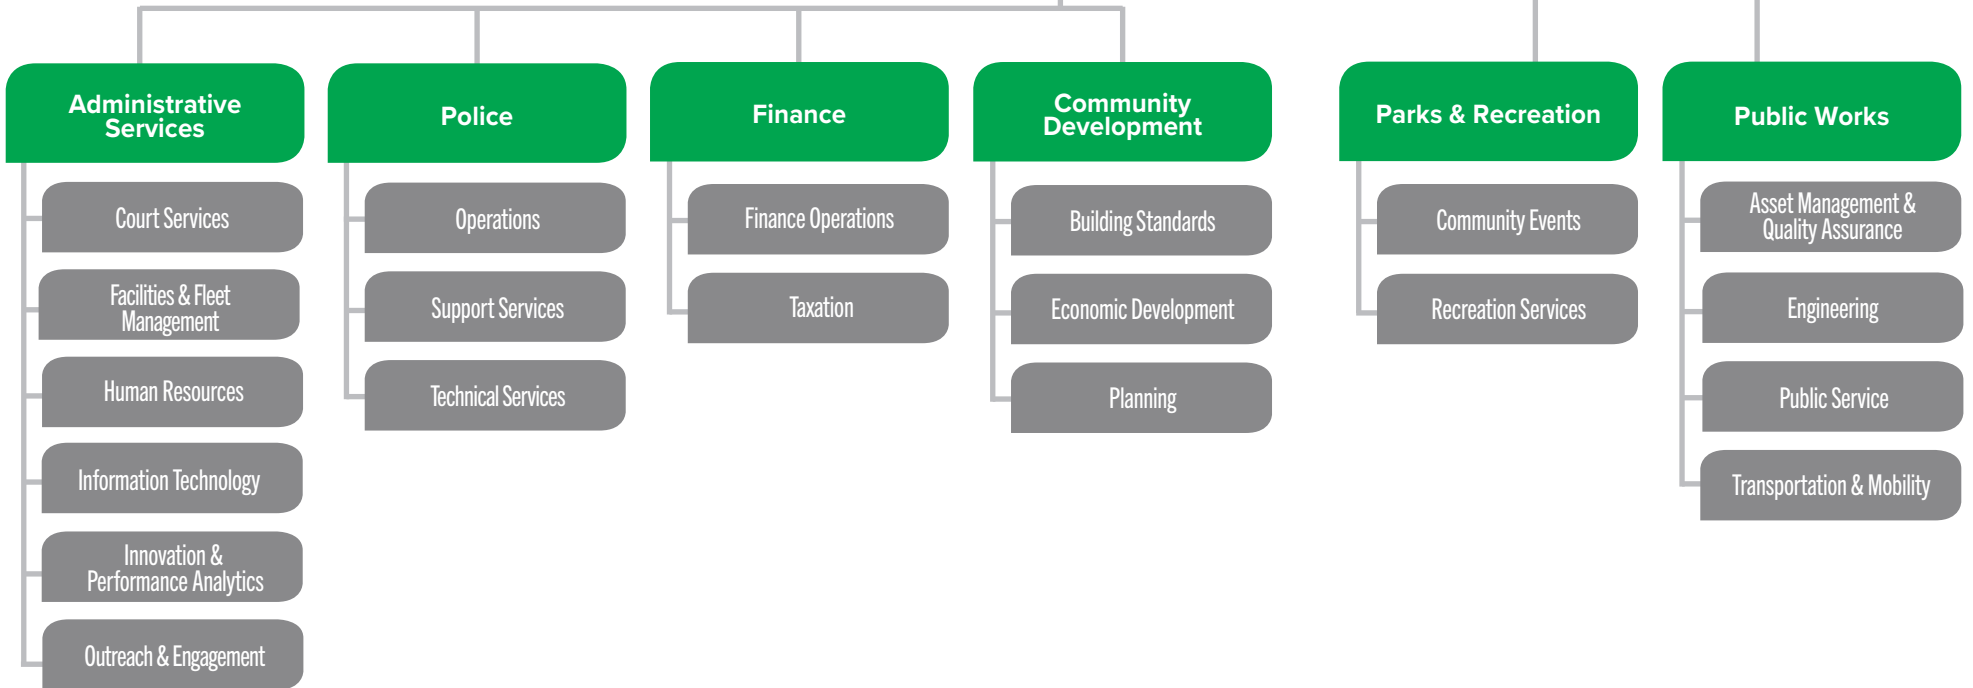 Administrative
Services
Court Services
Facilities & Fleet
Management
Human Resources
Information Technology
Innovation &
Performance Analytics
Outreach & Engagement
Police
Operations
Support Services
Technical Services
Finance
Finance Operations
Taxation
Community
Development
Building Standards
Economic Development
Planning
Parks & Recreation
Community Events
Recreation Services
Public Works
Asset Management &
Quality Assurance
Engineering
Public Service
Transportation & Mobility